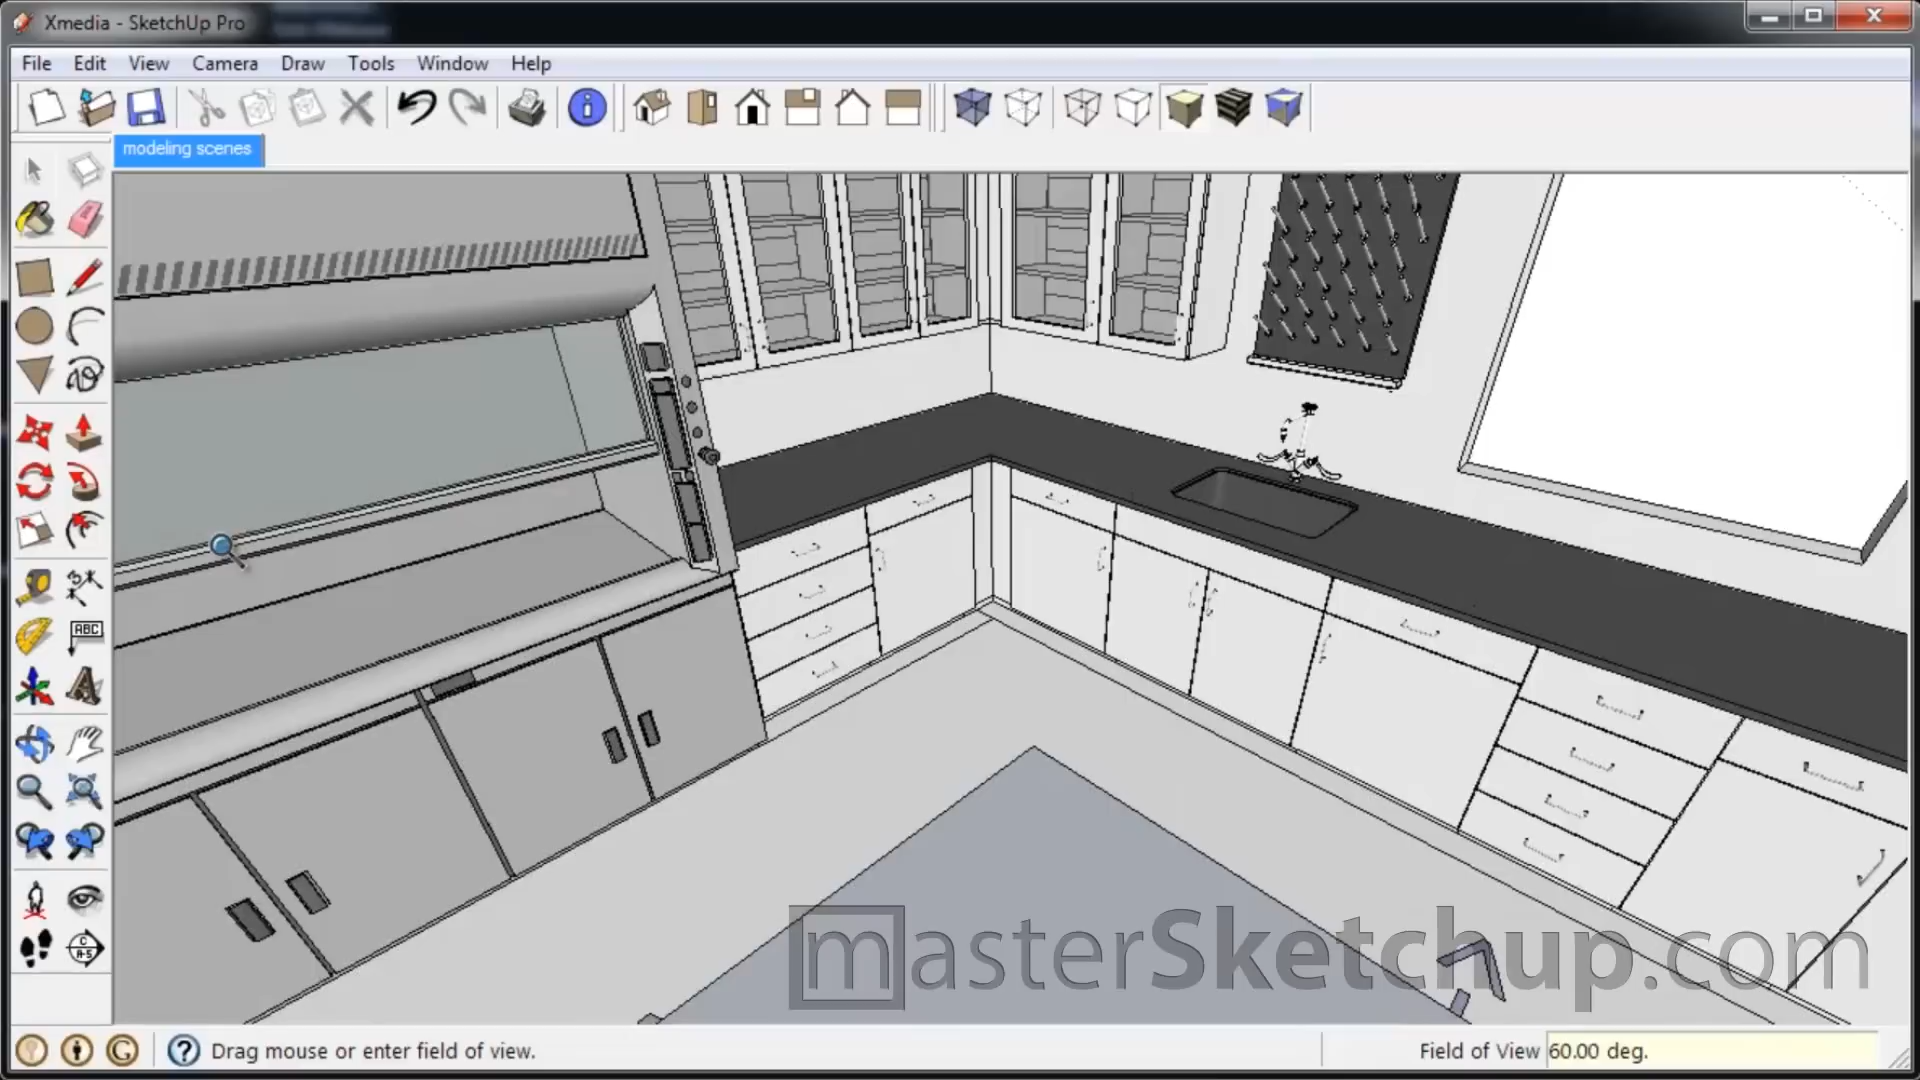 Xmedia - SketchUp Pro
File Edit View Camera Draw Tools Window Help
modeling scenes
ABC
C
A-5
masterSketchup.com
Drag mouse or enter field of view.
Field of View 60.00 deg.